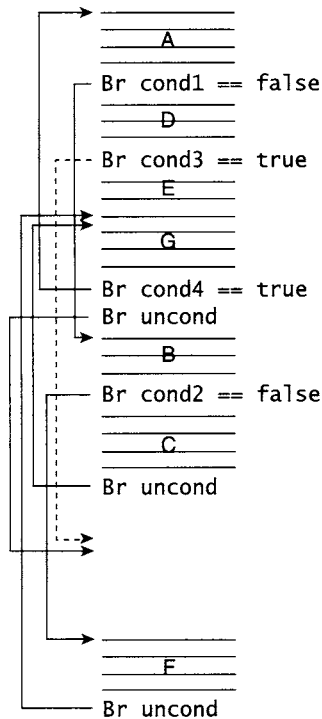 A
Br cond1 == false
D
Br cond3 == true
E
G
Br cond4 == true
Br uncond
B
Br cond2 == false
C
Br uncond
F
Br uncond